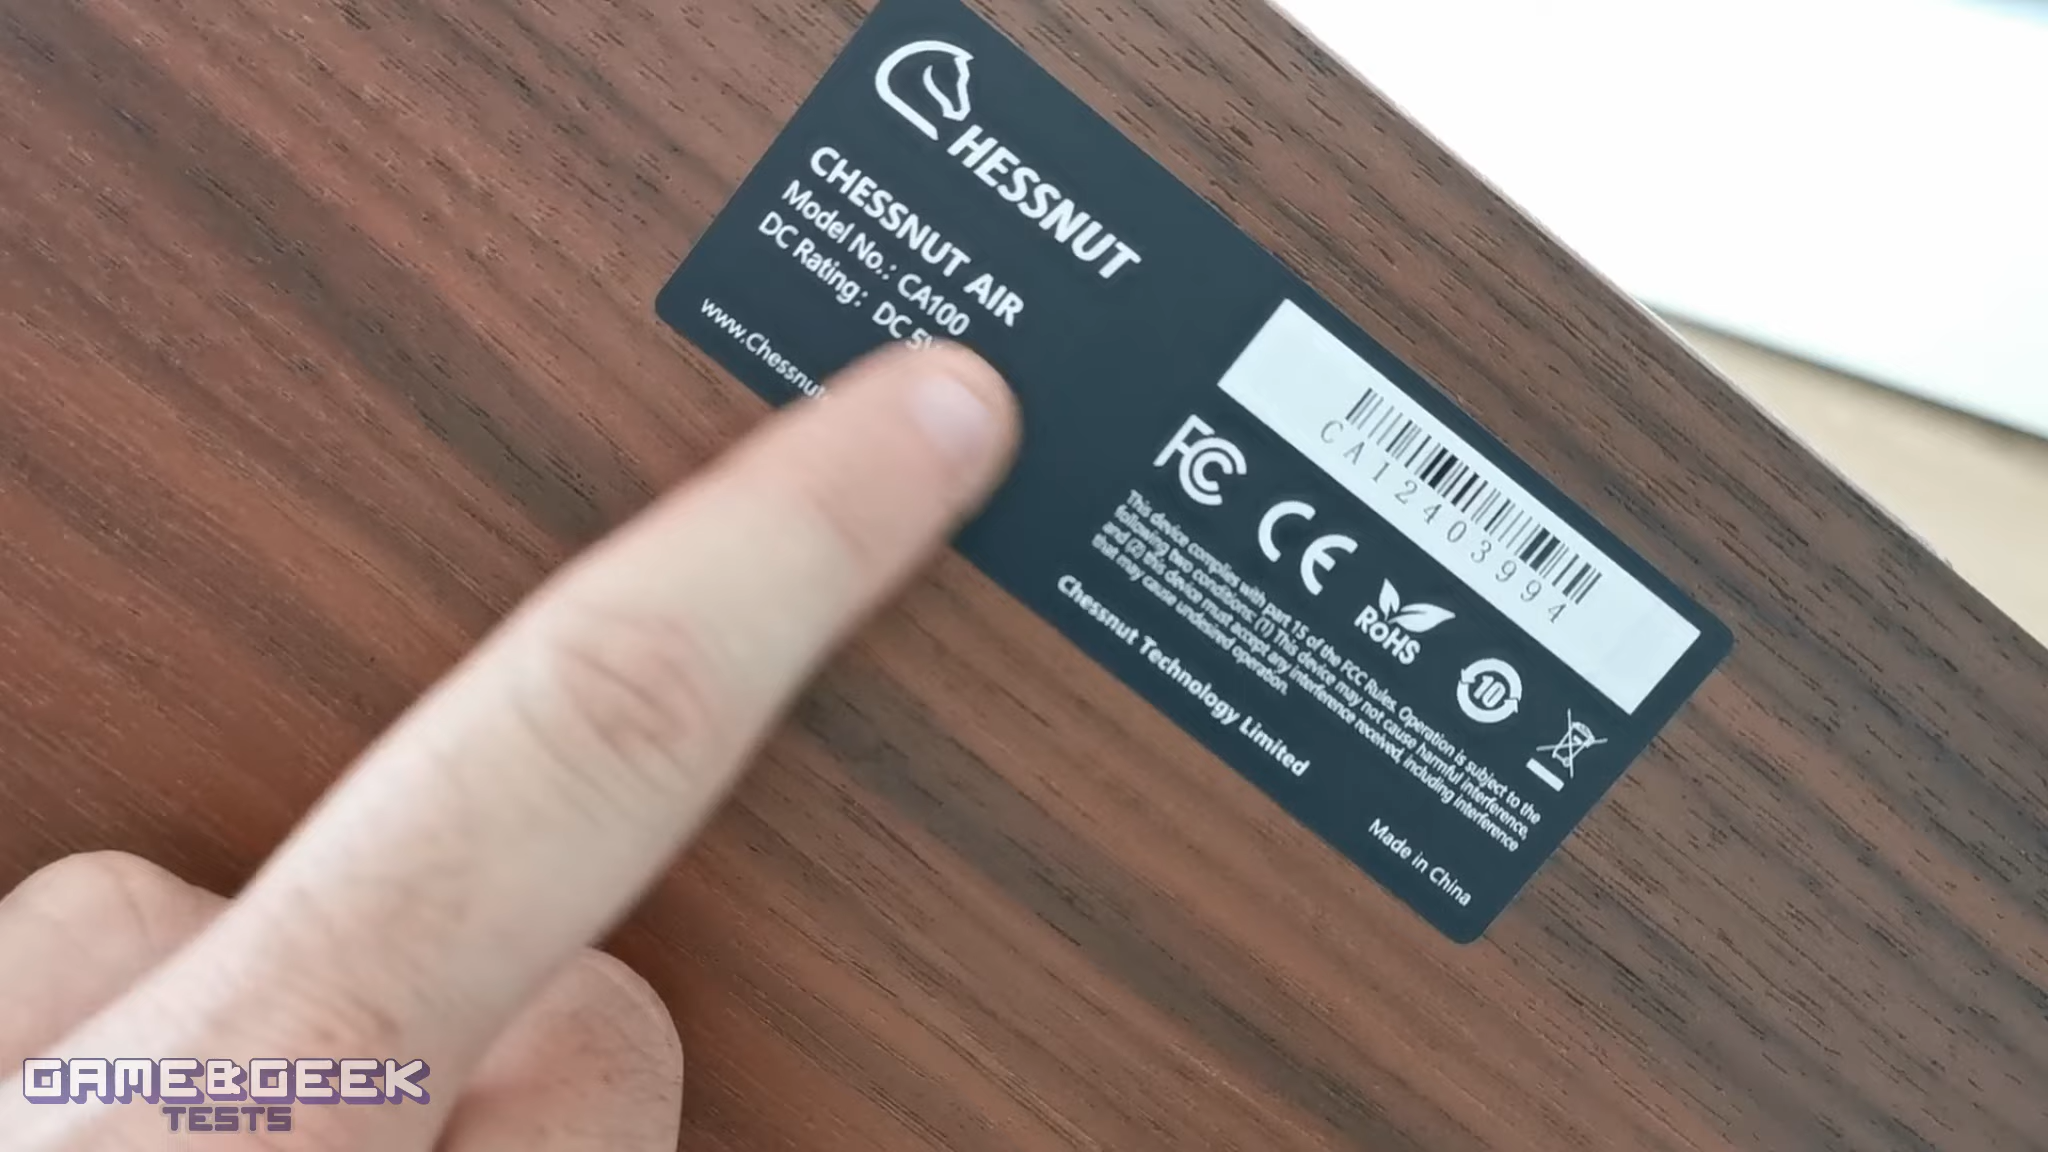 CHESSNUT
CHESSNUT AIR
Model No.: CA100
DC Rating: DC 5V
www.Chessnut
CA12403994
FC
CE
ROHS
10
This device complies with part 15 of the FCC Rules. Operation is subject to the
following two conditions: (1) This device may not cause harmful interference,
and (2) this device must accept any interference received, including interference
that may cause undesired operation.
Chessnut Technology Limited
Made in China
GAME&GEEK
TESTS